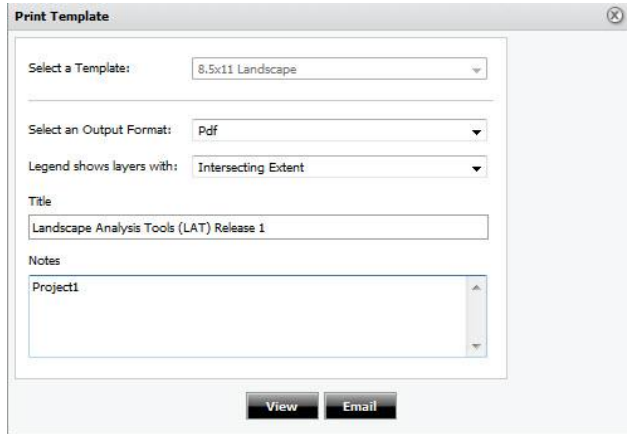 Print Template
Select a Template: 8.5x11 Landscape
Select an Output Format: Pdf
Legend shows layers with: Intersecting Extent
Title
Landscape Analysis Tools (LAT) Release 1
Notes
Project1
View Email